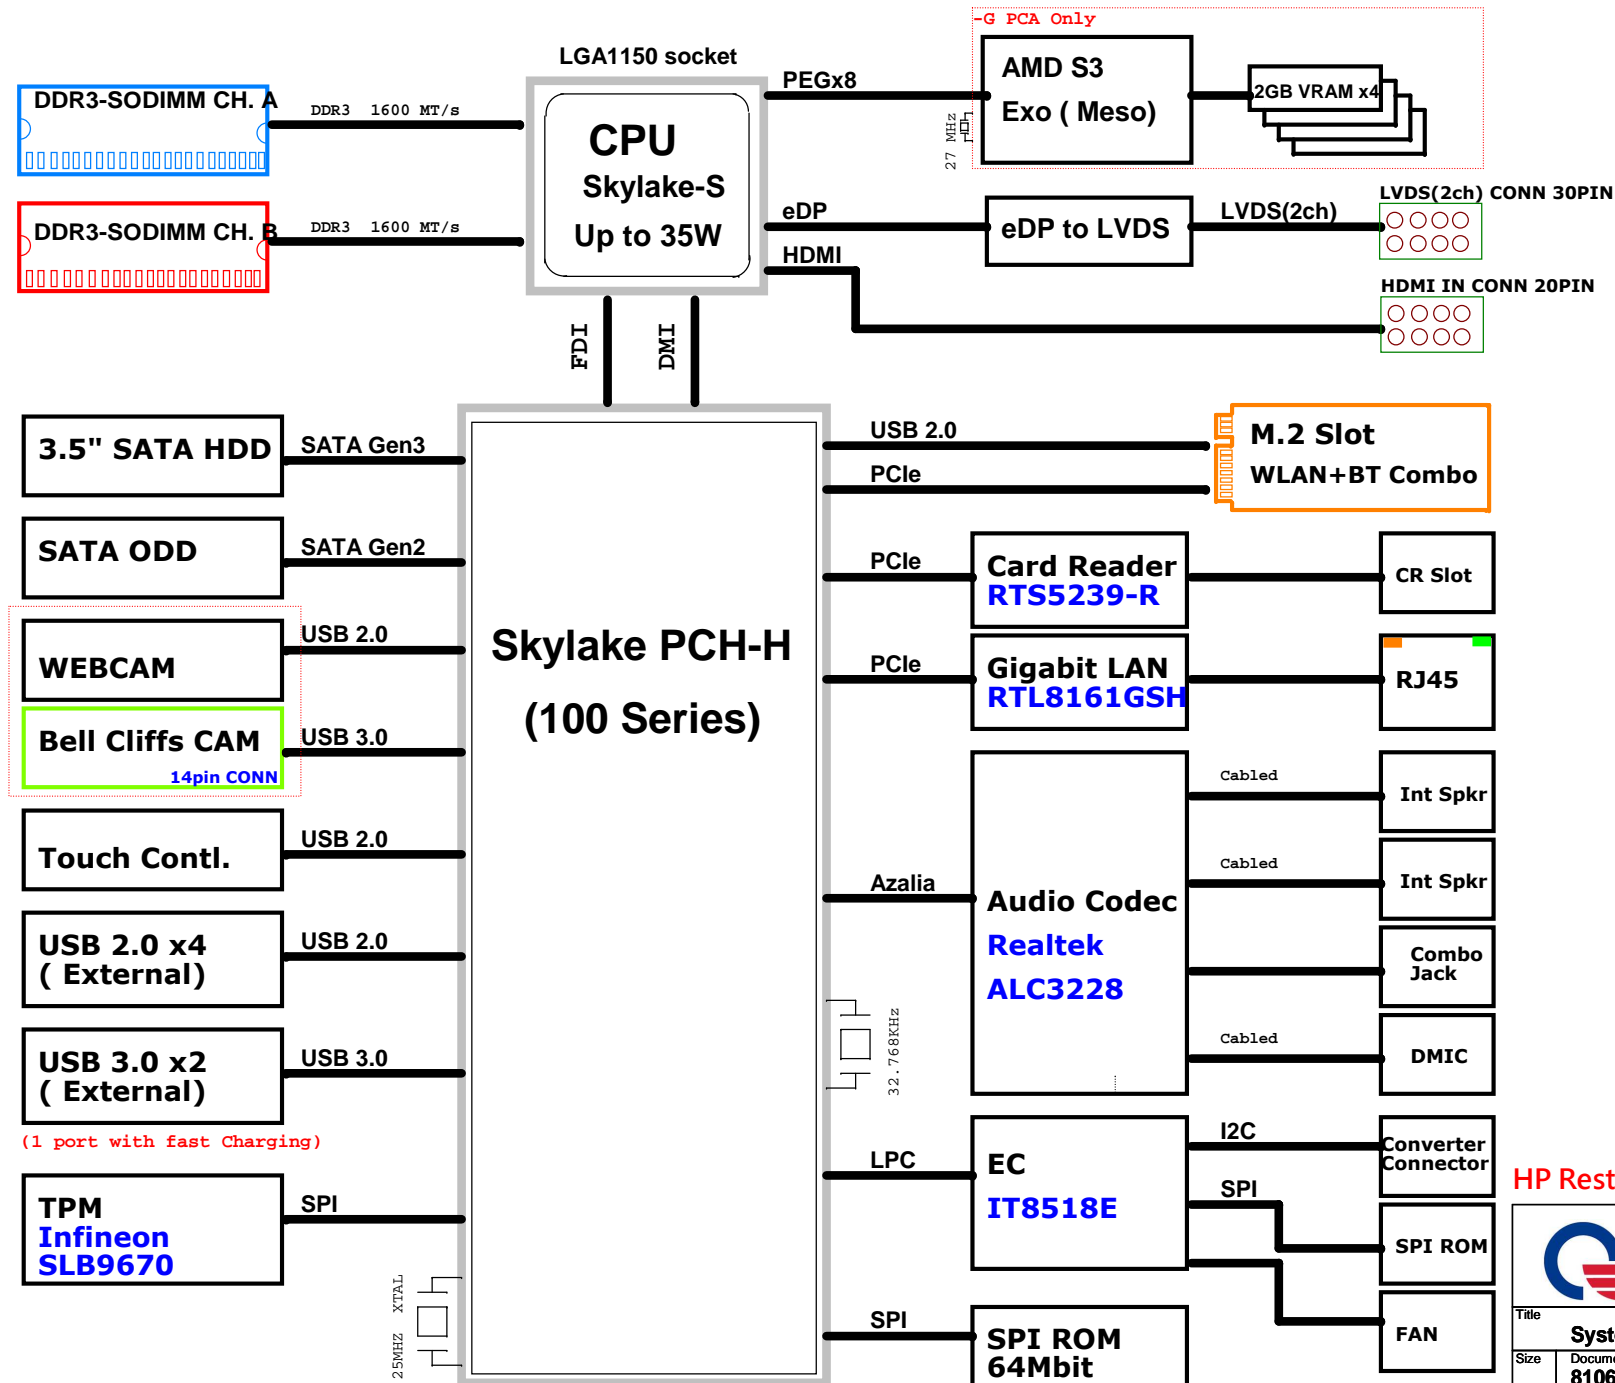 -G PCA Only
LGA1150 socket
DDR3-SODIMM CH. A
DDR3 1600 MT/s
CPU
Skylake-S
Up to 35W
PEGx8
27 MHz
AMD S3
Exo ( Meso)
2GB VRAM x4
DDR3-SODIMM CH. B
DDR3 1600 MT/s
eDP
eDP to LVDS
LVDS(2ch)
LVDS(2ch) CONN 30PIN
HDMI
HDMI IN CONN 20PIN
FDI
DMI
3.5" SATA HDD
SATA Gen3
SATA ODD
SATA Gen2
WEBCAM
USB 2.0
Bell Cliffs CAM
14pin CONN
USB 3.0
Touch Contl.
USB 2.0
USB 2.0 x4
( External)
USB 2.0
USB 3.0 x2
( External)
USB 3.0
(1 port with fast Charging)
TPM
Infineon
SLB9670
SPI
25MHZ XTAL
Skylake PCH-H
(100 Series)
32.768KHz
USB 2.0
PCIe
M.2 Slot
WLAN+BT Combo
PCIe
Card Reader
RTS5239-R
CR Slot
PCIe
Gigabit LAN
RTL8161GSH
RJ45
Azalia
Audio Codec
Realtek
ALC3228
Cabled
Int Spkr
Cabled
Int Spkr
Combo
Jack
Cabled
DMIC
LPC
EC
IT8518E
I2C
Converter
Connector
SPI
SPI ROM
FAN
SPI
SPI ROM
64Mbit
HP Rest
Title
Syst
Size
Docum
8106